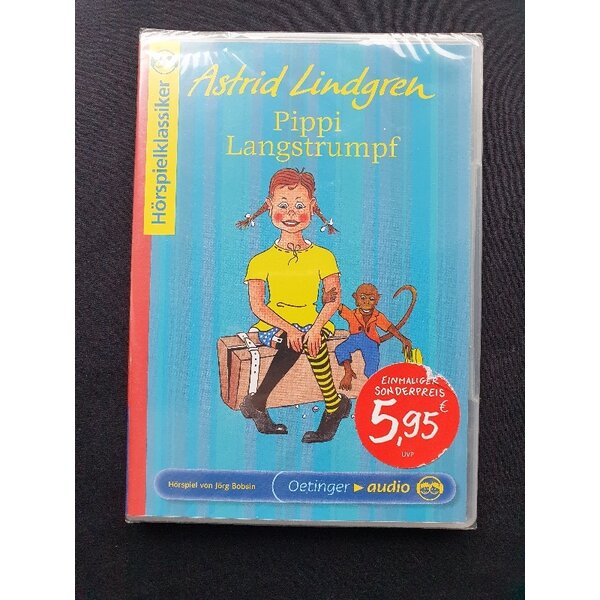 Hörspielklassiker
Astrid Lindgren
Pippi
Langstrumpf
EINMALIGER
SONDERPREIS
5,95 €
UVP
Hörspiel von Jörg Bobsin
Oetinger audio